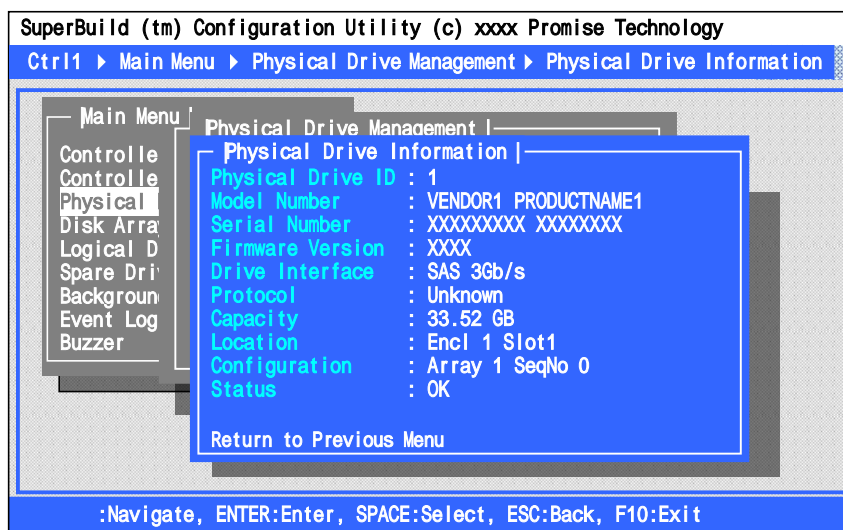 SuperBuild (tm) Configuration Utility (c) xxxx Promise Technology
Ctrl1 ▶ Main Menu ▶ Physical Drive Management ▶ Physical Drive Information
Main Menu
Controlle
Controlle
Physical
Disk Arra
Logical D
Spare Dri
Backgroun
Event Log
Buzzer
Physical Drive Management
Physical Drive Information
Physical Drive ID : 1
Model Number : VENDOR1 PRODUCTNAME1
Serial Number : XXXXXXXXX XXXXXXXX
Firmware Version : XXXX
Drive Interface : SAS 3Gb/s
Protocol : Unknown
Capacity : 33.52 GB
Location : Encl 1 Slot1
Configuration : Array 1 SeqNo 0
Status : OK
Return to Previous Menu
:Navigate, ENTER:Enter, SPACE:Select, ESC:Back, F10:Exit